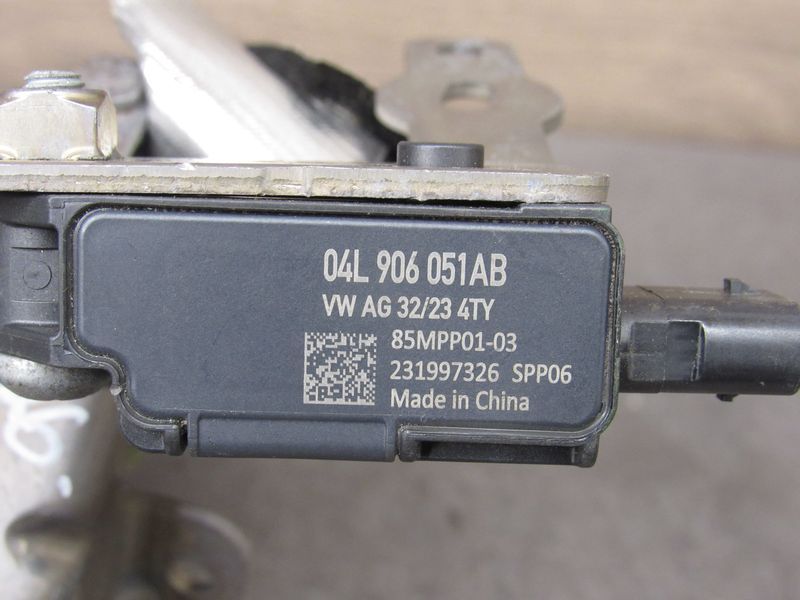 04L 906 051AB
VW AG 32/23 4TY
85MPP01-03
231997326 SPP06
Made in China